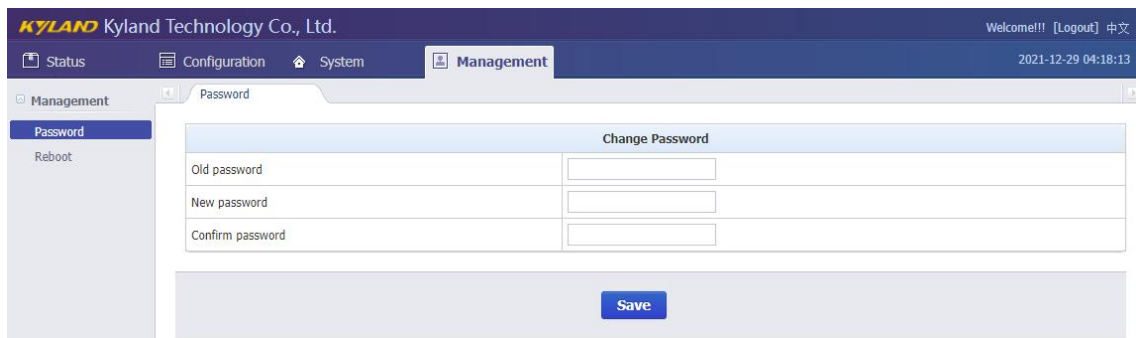 KYLAND Kyland Technology Co., Ltd.
Welcome!!! [Logout] 中文
Status Configuration System Management 2021-12-29 04:18:13
Management
Password
Reboot
Password
Change Password
Old password
New password
Confirm password
Save